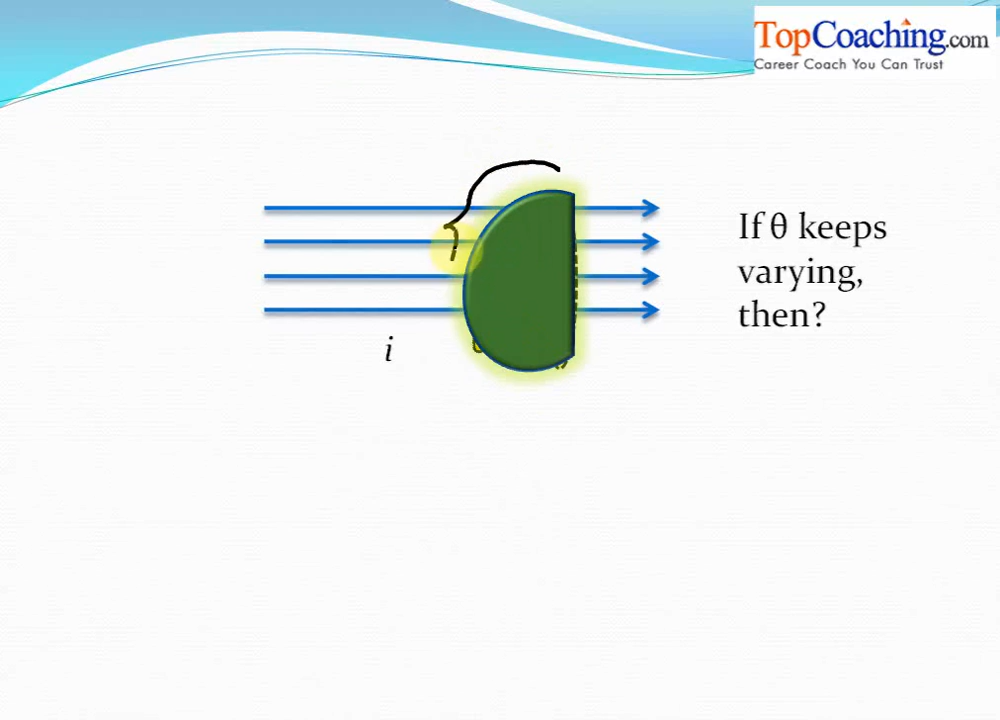 TopCoaching.com
Career Coach You Can Trust
If θ keeps
varying,
then?
i